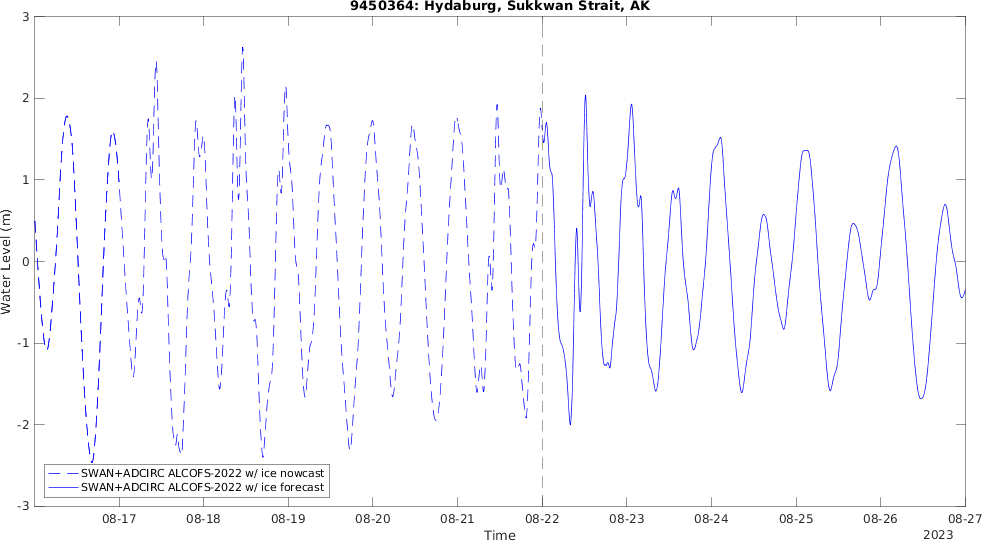 9450364: Hydaburg, Sukkwan Strait, AK
3
2
1
0
-1
-2
-3
Water Level (m)
SWAN+ADCIRC ALCOFS-2022 w/ ice nowcast
SWAN+ADCIRC ALCOFS-2022 w/ ice forecast
08-17 08-18 08-19 08-20 08-21 08-22 08-23 08-24 08-25 08-26 08-27
Time
2023